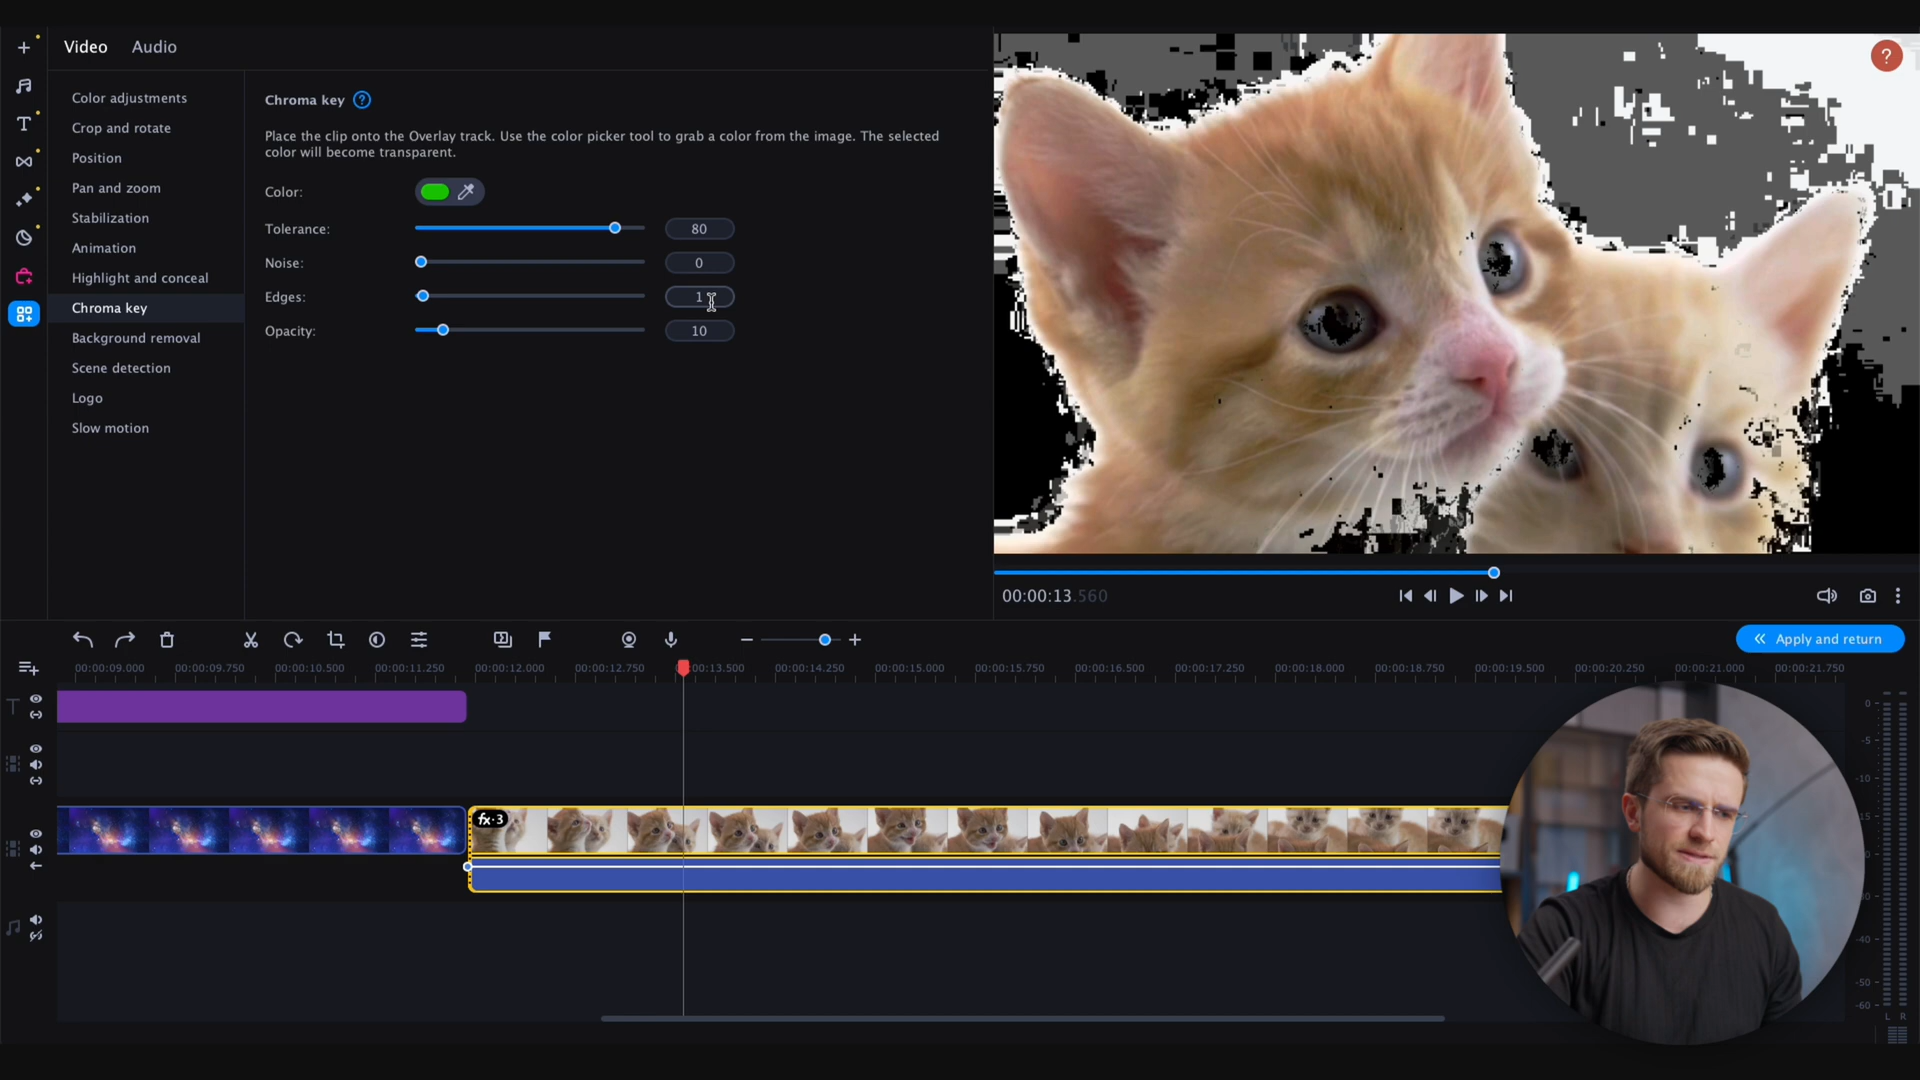 Video Audio
?
Color adjustments
Crop and rotate
Position
Pan and zoom
Stabilization
Animation
Highlight and conceal
Chroma key
Background removal
Scene detection
Logo
Slow motion
Chroma key ?
Place the clip onto the Overlay track. Use the color picker tool to grab a color from the image. The selected
color will become transparent.
Color:
Tolerance: 80
Noise: 0
Edges: 1
Opacity: 10
00:00:13.560
Apply and return
00:00:09.000 00:00:09.750 00:00:10.500 00:00:11.250 00:00:12.000 00:00:12.750 00:00:13.500 00:00:14.250 00:00:15.000 00:00:15.750 00:00:16.500 00:00:17.250 00:00:18.000 00:00:18.750 00:00:19.500 00:00:20.250 00:00:21.000 00:00:21.750
T
fx·3
0
-5
-10
-40
-50
-60
L R